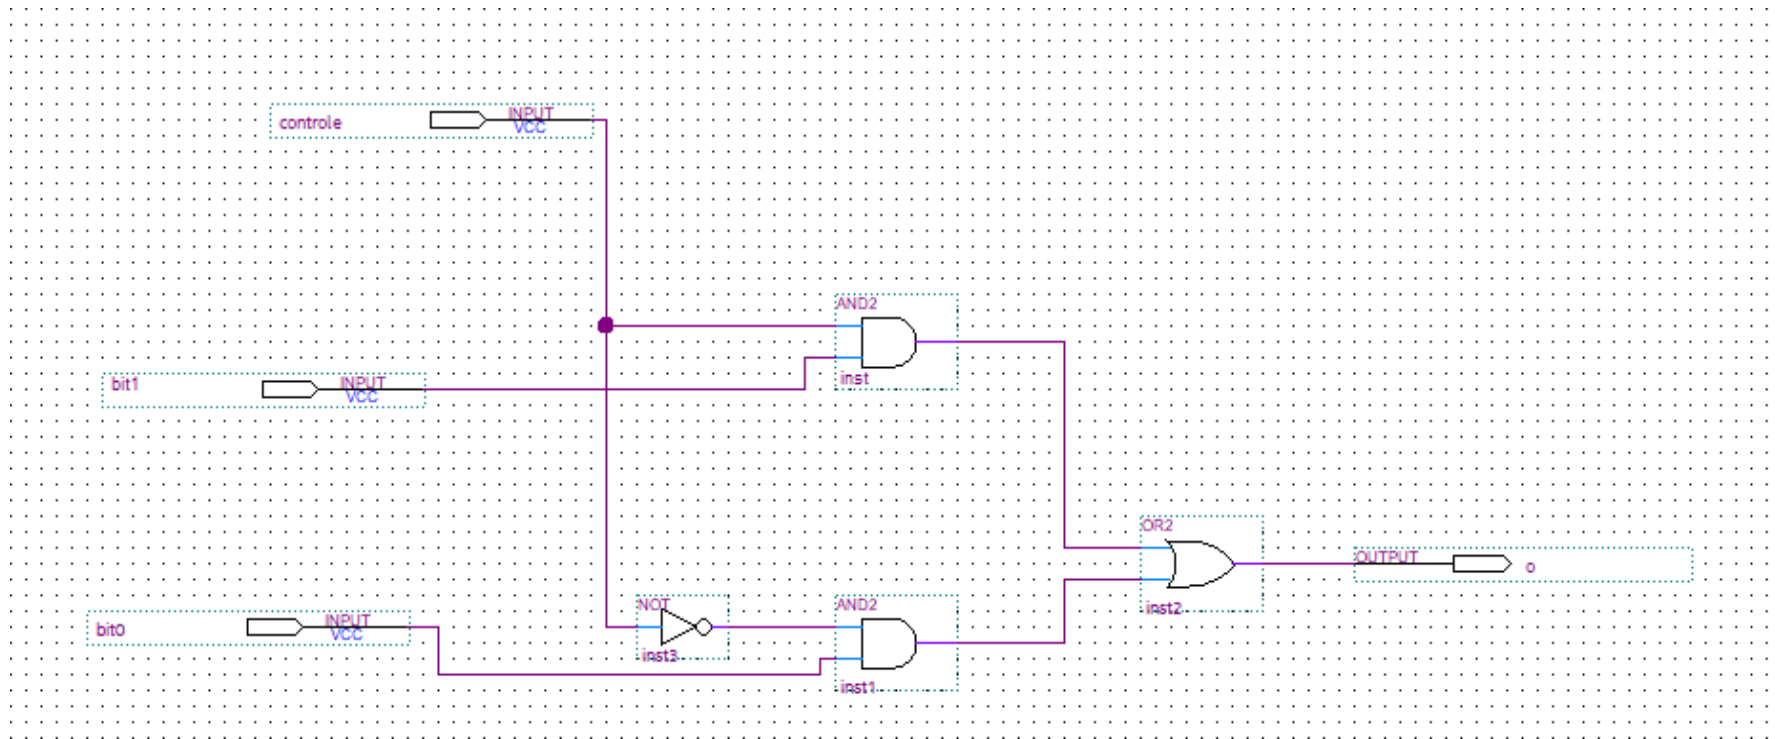 controle
INPUT
VCC
AND2
inst
bit1
INPUT
VCC
OR2
inst2
OUTPUT
o
NOT
inst3
AND2
inst1
bit0
INPUT
VCC